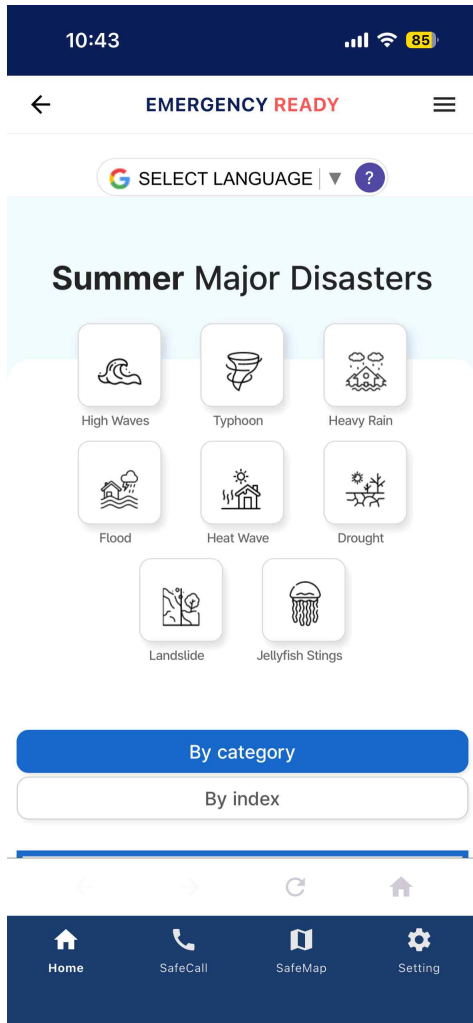 10:43
85
EMERGENCY READY
SELECT LANGUAGE ▼ ?
Summer Major Disasters
High Waves Typhoon Heavy Rain
Flood Heat Wave Drought
Landslide Jellyfish Stings
By category
By index
Home SafeCall SafeMap Setting